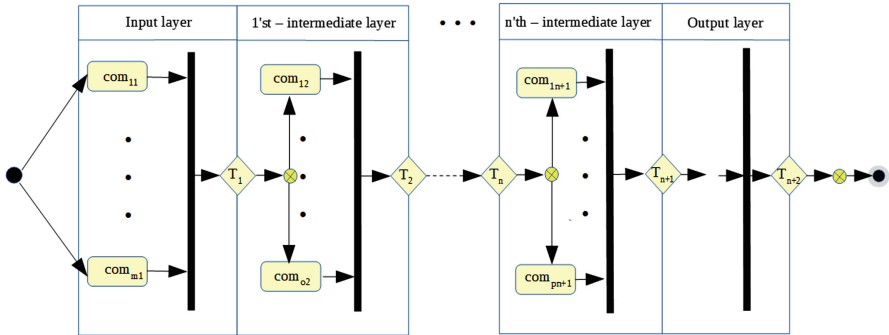 Input layer
1'st – intermediate layer
n'th – intermediate layer
Output layer
com11
com12
com1n+1
T1
T2
Tn
Tn+1
Tn+2
comm1
como2
compn+1